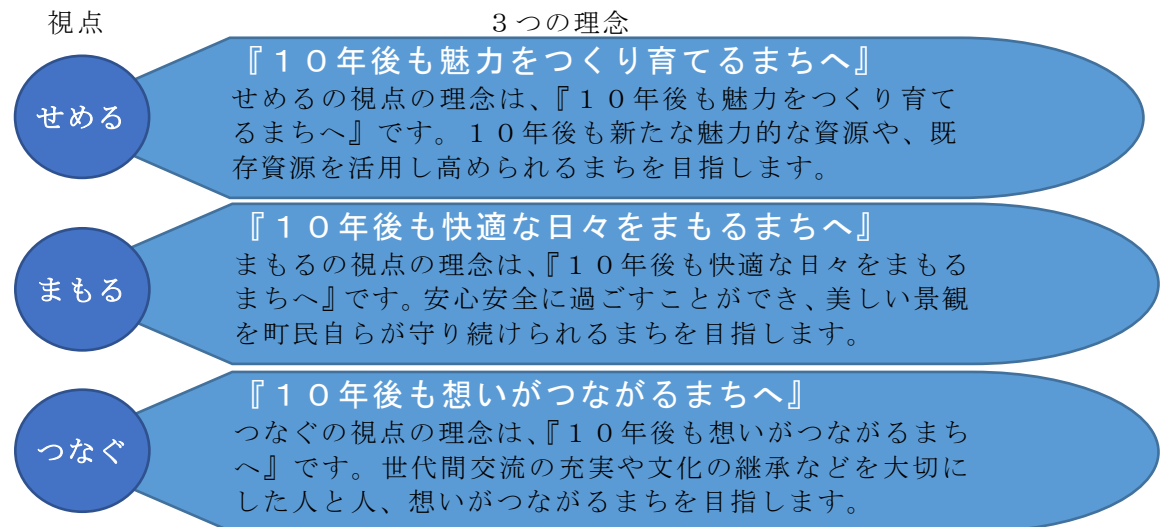 視点
３つの理念
せめる
『１０年後も魅力をつくり育てるまちへ』
せめるの視点の理念は、『１０年後も魅力をつくり育て
るまちへ』です。１０年後も新たな魅力的な資源や、既
存資源を活用し高められるまちを目指します。
まもる
『１０年後も快適な日々をまもるまちへ』
まもるの視点の理念は、『１０年後も快適な日々をまもる
まちへ』です。安心安全に過ごすことができ、美しい景観
を町民自らが守り続けられるまちを目指します。
つなぐ
『１０年後も想いがつながるまちへ』
つなぐの視点の理念は、『１０年後も想いがつながるまち
へ』です。世代間交流の充実や文化の継承などを大切に
した人と人、想いがつながるまちを目指します。